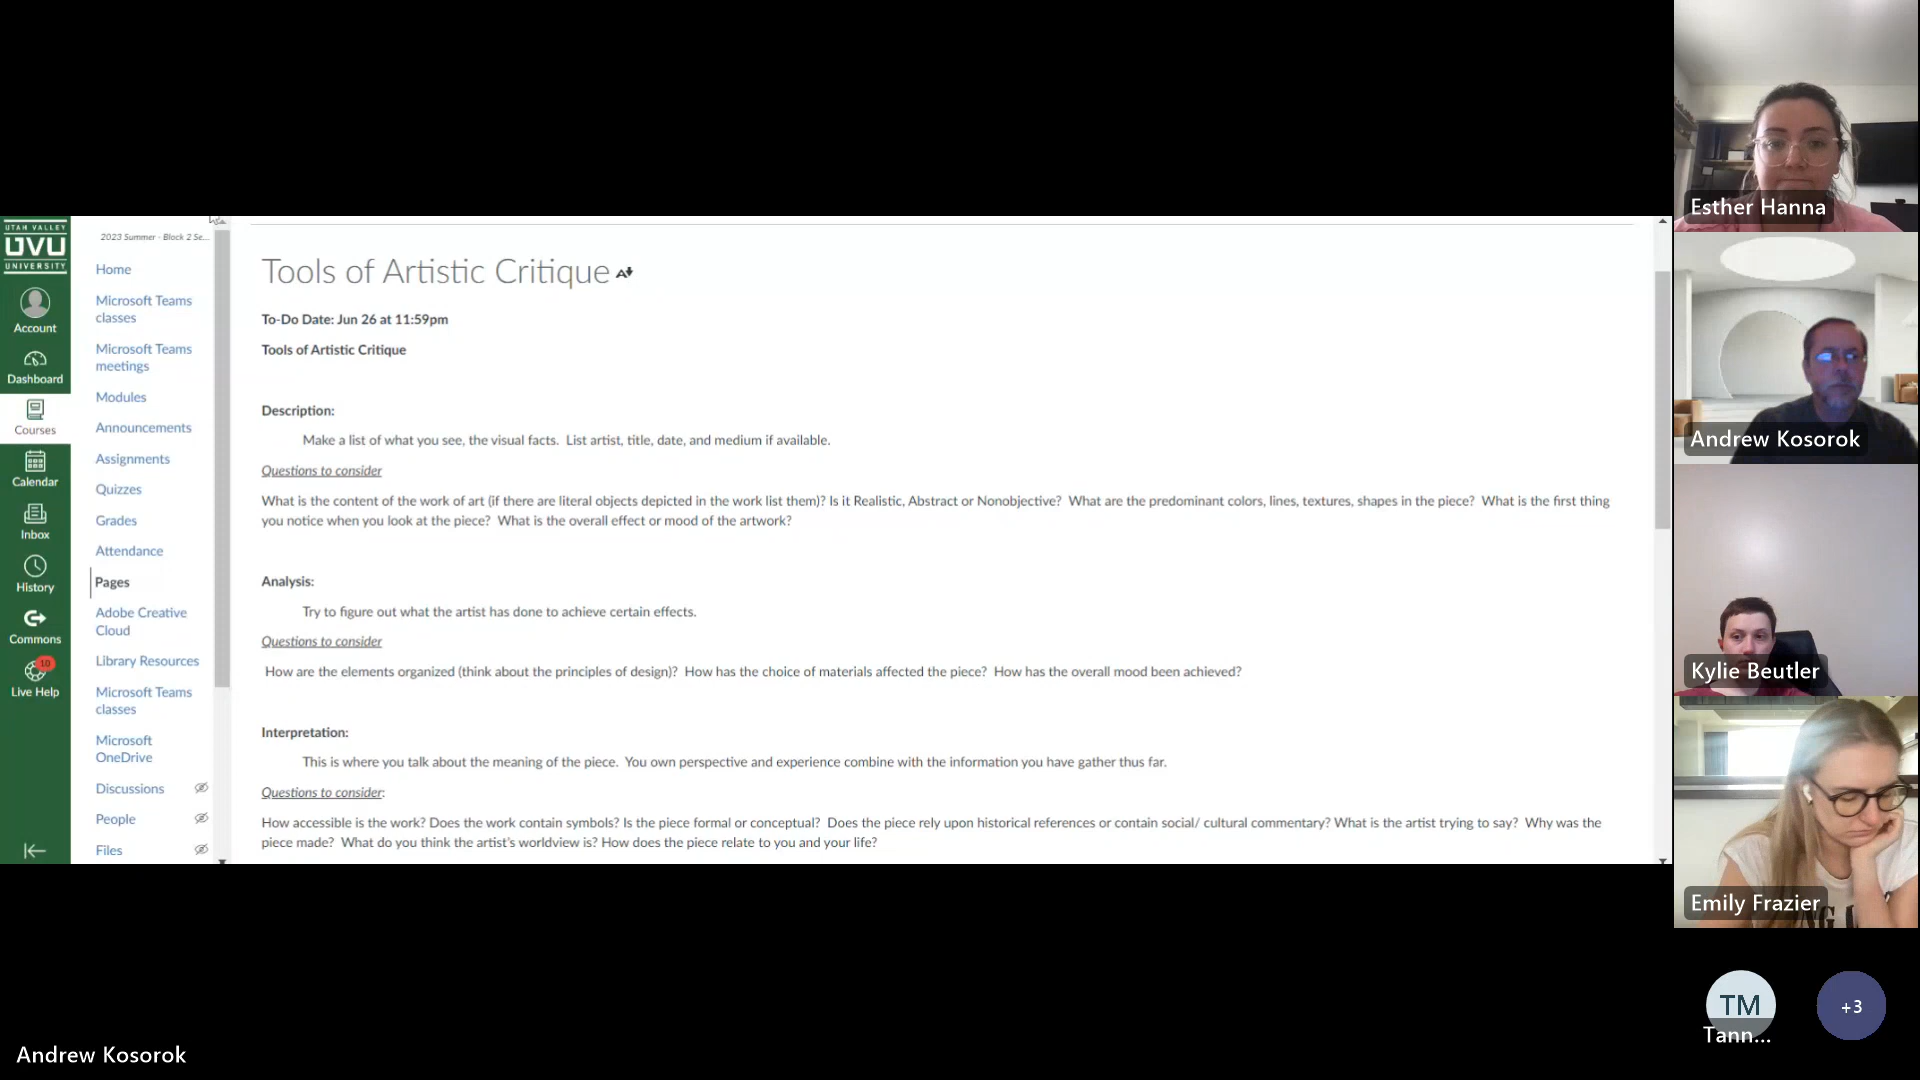 UTAH VALLEY
UVU
UNIVERSITY
Account
Dashboard
Courses
Calendar
Inbox
History
Commons
10
Live Help
2023 Summer - Block 2 Se...
Home
Microsoft Teams
classes
Microsoft Teams
meetings
Modules
Announcements
Assignments
Quizzes
Grades
Attendance
Pages
Adobe Creative
Cloud
Library Resources
Microsoft Teams
classes
Microsoft
OneDrive
Discussions
People
Files
Tools of Artistic Critique
To-Do Date: Jun 26 at 11:59pm
Tools of Artistic Critique
Description:
Make a list of what you see, the visual facts. List artist, title, date, and medium if available.
Questions to consider
What is the content of the work of art (if there are literal objects depicted in the work list them)? Is it Realistic, Abstract or Nonobjective? What are the predominant colors, lines, textures, shapes in the piece? What is the first thing
you notice when you look at the piece? What is the overall effect or mood of the artwork?
Analysis:
Try to figure out what the artist has done to achieve certain effects.
Questions to consider
How are the elements organized (think about the principles of design)? How has the choice of materials affected the piece? How has the overall mood been achieved?
Interpretation:
This is where you talk about the meaning of the piece. You own perspective and experience combine with the information you have gather thus far.
Questions to consider:
How accessible is the work? Does the work contain symbols? Is the piece formal or conceptual? Does the piece rely upon historical references or contain social/ cultural commentary? What is the artist trying to say? Why was the
piece made? What do you think the artist's worldview is? How does the piece relate to you and your life?
Esther Hanna
Andrew Kosorok
Kylie Beutler
Emily Frazier
TM
Tann...
+3
Andrew Kosorok